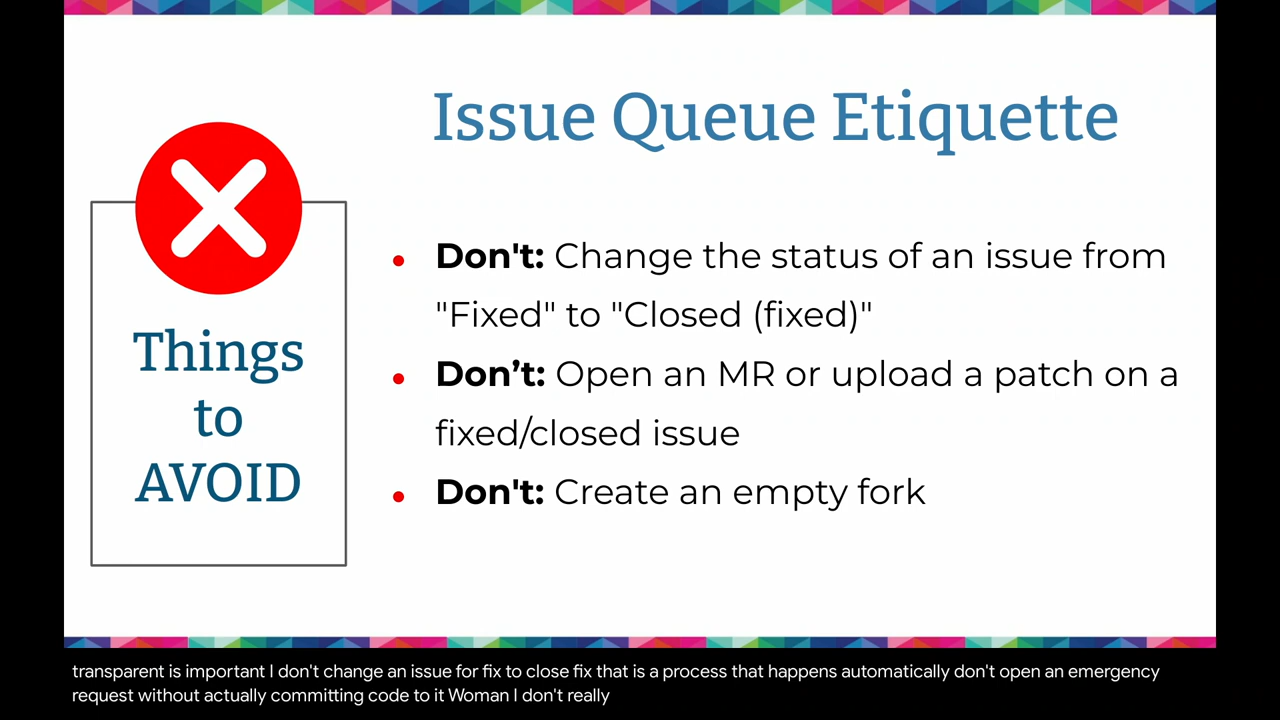 Issue Queue Etiquette
Things
to
AVOID
• Don't: Change the status of an issue from
"Fixed" to "Closed (fixed)"
• Don’t: Open an MR or upload a patch on a
fixed/closed issue
• Don't: Create an empty fork
transparent is important I don't change an issue for fix to close fix that is a process that happens automatically don't open an emergency
request without actually committing code to it Woman I don't really